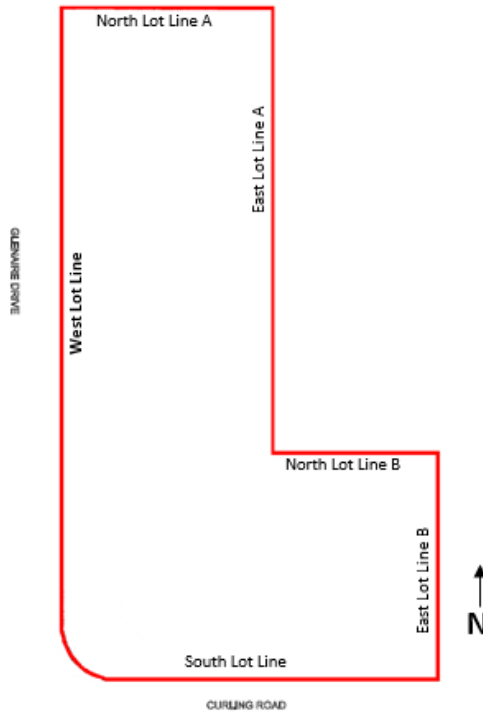 North Lot Line A
East Lot Line A
GLENAIRE DRIVE
West Lot Line
North Lot Line B
East Lot Line B
N
South Lot Line
CURLING ROAD